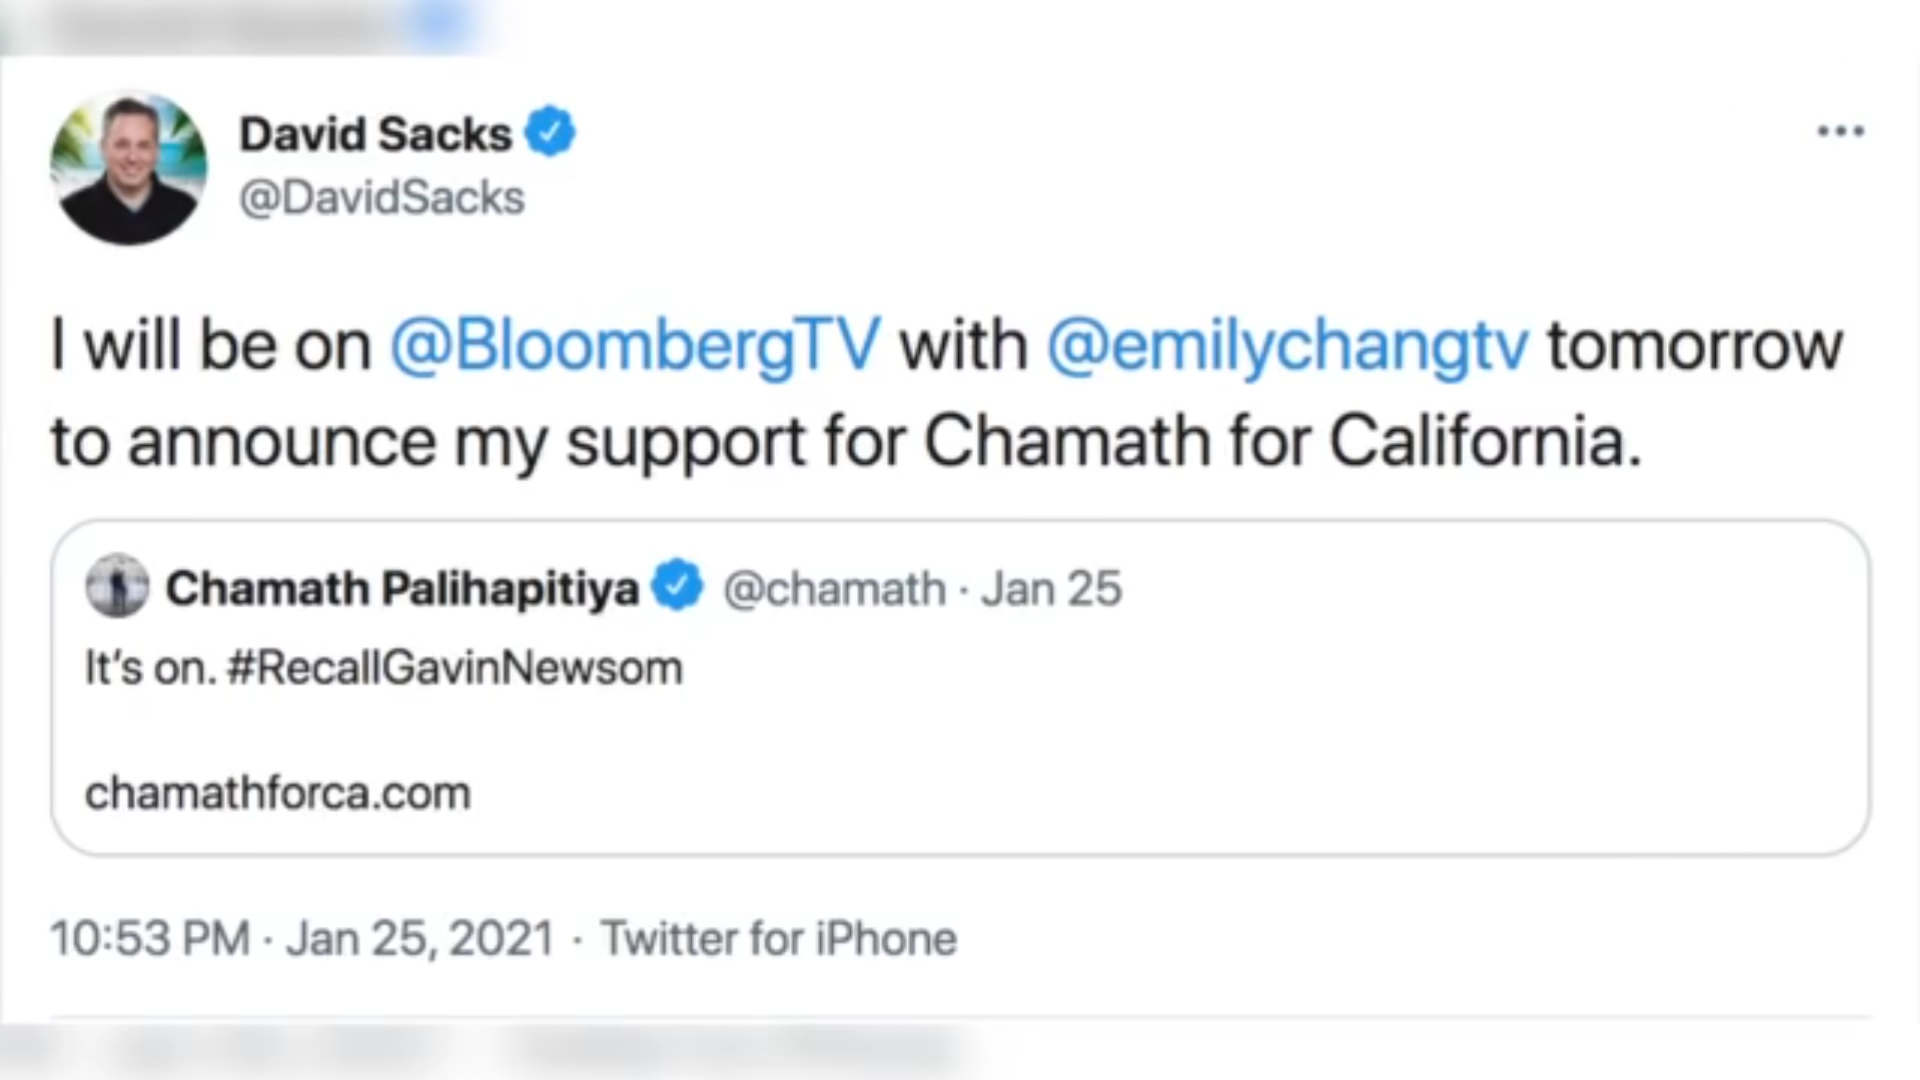 David Sacks
@DavidSacks
I will be on @BloombergTV with @emilychangtv tomorrow
to announce my support for Chamath for California.
Chamath Palihapitiya @chamath · Jan 25
It's on. #RecallGavinNewsom
chamathforca.com
10:53 PM · Jan 25, 2021 · Twitter for iPhone